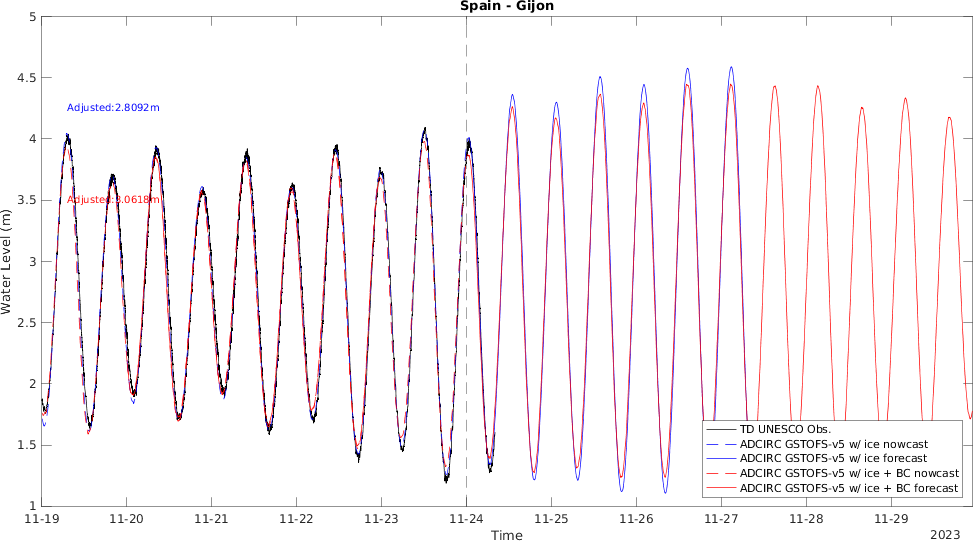 Spain - Gijon
5
4.5
4
3.5
3
2.5
2
1.5
1
Water Level (m)
Adjusted:2.8092m
Adjusted:3.0618m
TD UNESCO Obs.
ADCIRC GSTOFS-v5 w/ ice nowcast
ADCIRC GSTOFS-v5 w/ ice forecast
ADCIRC GSTOFS-v5 w/ ice + BC nowcast
ADCIRC GSTOFS-v5 w/ ice + BC forecast
11-19 11-20 11-21 11-22 11-23 11-24 11-25 11-26 11-27 11-28 11-29
Time
2023